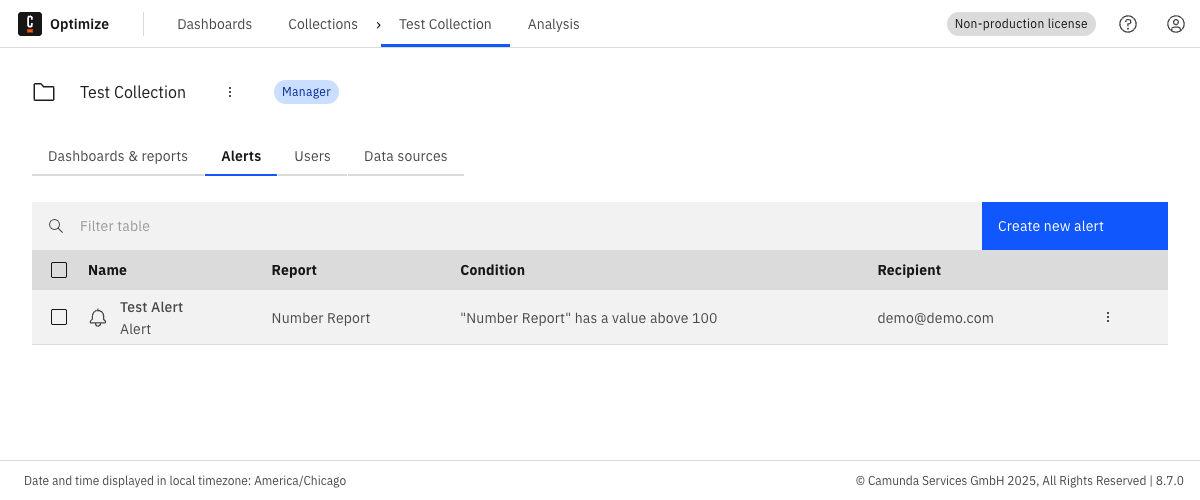 C Optimize Dashboards Collections › Test Collection Analysis Non-production license
Test Collection Manager
Dashboards & reports Alerts Users Data sources
Filter table Create new alert
Name Report Condition Recipient
Test Alert
Alert
Number Report "Number Report" has a value above 100 demo@demo.com
Date and time displayed in local timezone: America/Chicago © Camunda Services GmbH 2025, All Rights Reserved | 8.7.0